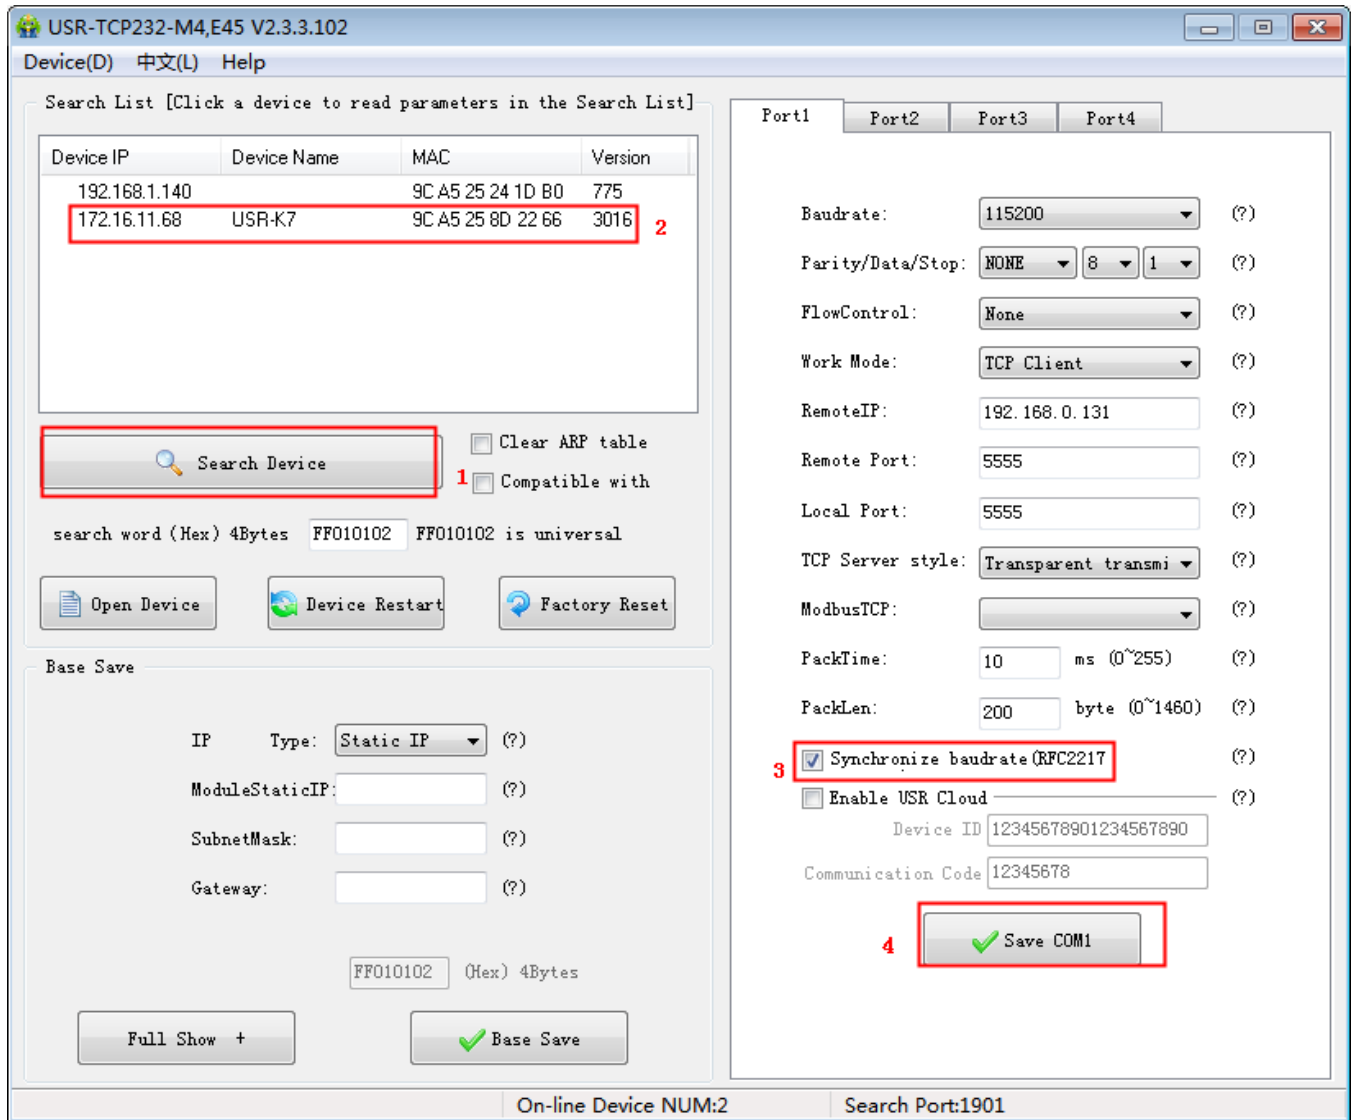 USR-TCP232-M4,E45 V2.3.3.102
Device(D) 中文(L) Help
Search List [Click a device to read parameters in the Search List]
Device IP Device Name MAC Version
192.168.1.140 9C A5 25 24 1D B0 775
172.16.11.68 USR-K7 9C A5 25 8D 22 66 3016
2
Search Device
1
Clear ARP table
Compatible with
search word (Hex) 4Bytes FF010102 FF010102 is universal
Open Device Device Restart Factory Reset
Base Save
IP Type: Static IP (?)
ModuleStaticIP: (?)
SubnetMask: (?)
Gateway: (?)
FF010102 (Hex) 4Bytes
Full Show + Base Save
Port1 Port2 Port3 Port4
Baudrate: 115200 (?)
Parity/Data/Stop: NONE 8 1 (?)
FlowControl: None (?)
Work Mode: TCP Client (?)
RemoteIP: 192.168.0.131 (?)
Remote Port: 5555 (?)
Local Port: 5555 (?)
TCP Server style: Transparent transmi (?)
ModbusTCP: (?)
PackTime: 10 ms (0~255) (?)
PackLen: 200 byte (0~1460) (?)
3 Synchronize baudrate(RFC2217 (?)
Enable USR Cloud (?)
Device ID 12345678901234567890
Communication Code 12345678
4 Save COM1
On-line Device NUM:2 Search Port:1901